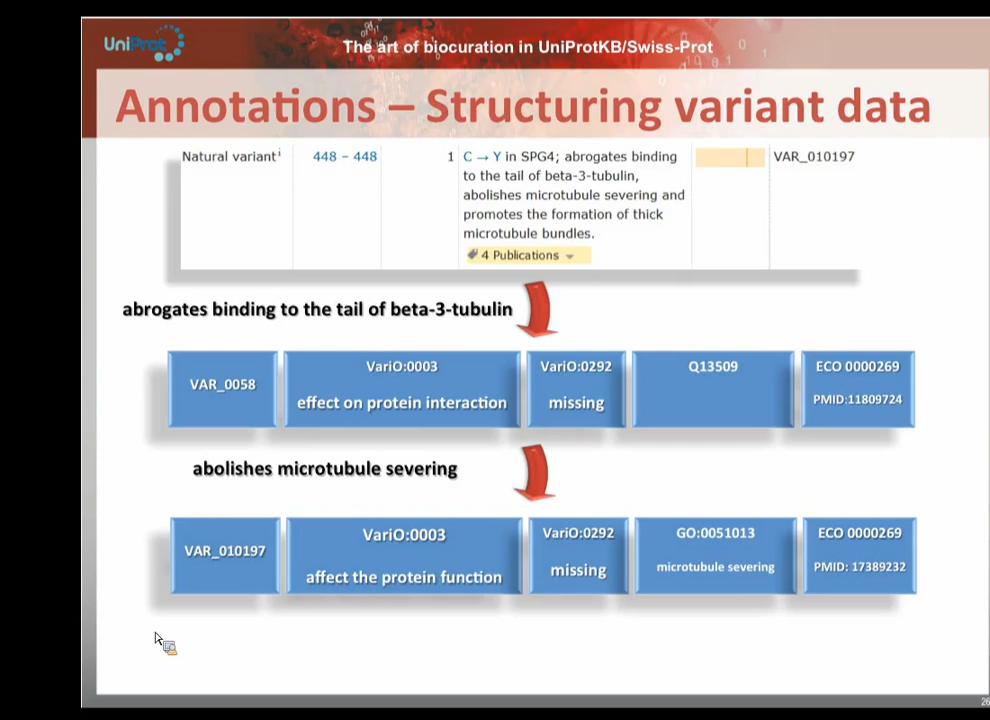 UniProt
The art of biocuration in UniProtKB/Swiss-Prot
Annotations – Structuring variant data
Natural variantⁱ 448 – 448 1 C → Y in SPG4; abrogates binding VAR_010197
to the tail of beta-3-tubulin,
abolishes microtubule severing and
promotes the formation of thick
microtubule bundles.
4 Publications
abrogates binding to the tail of beta-3-tubulin
VAR_0058
VariO:0003
effect on protein interaction
VariO:0292
missing
Q13509
ECO 0000269
PMID:11809724
abolishes microtubule severing
VAR_010197
VariO:0003
affect the protein function
VariO:0292
missing
GO:0051013
microtubule severing
ECO 0000269
PMID: 17389232